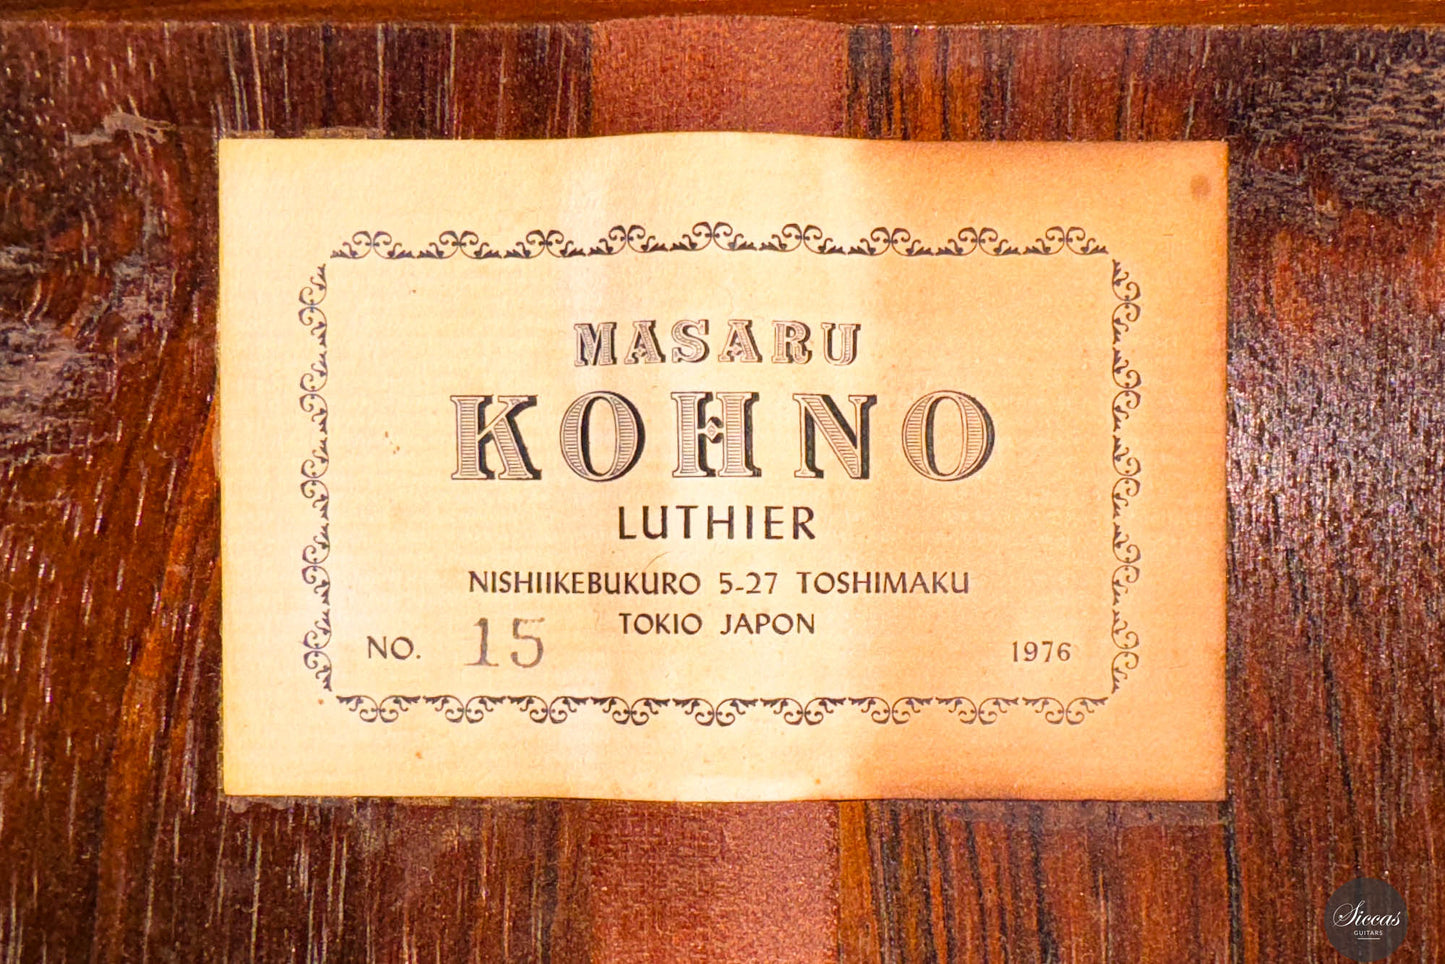 MASARU
KOHNO
LUTHIER
NISHIIKEBUKURO 5-27 TOSHIMAKU
TOKIO JAPON
NO. 15
1976
Siccas
GUITARS